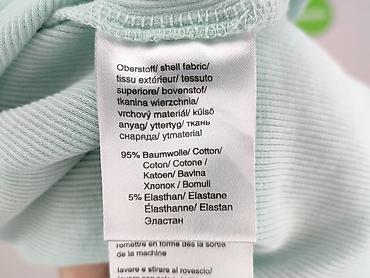 Oberstoff/ shell fabric/
tissu extérieur/ tessuto
superiore/ bovenstof/
tkanina wierzchnia/
vrchový materiál/ külső
anyag/ yttertyg/ ткань
снаряда/ ytmaterial
95% Baumwolle/ Cotton/
Coton/ Cotone /
Katoen/ Bavlna
Хлопок / Bomull
5% Elasthan/ Elastane
Élasthanne/ Elastan
Эластан
remettre en forme dès la sortie
de la machine
lavare e stirare al rovescio/